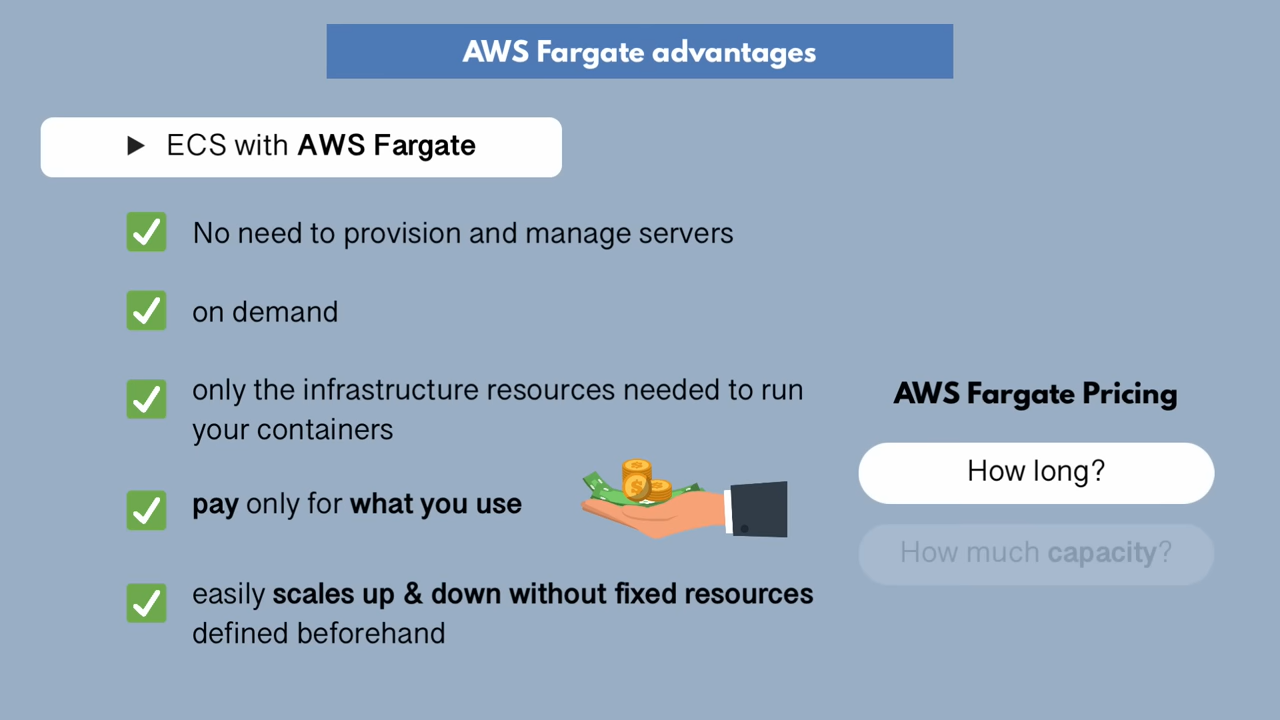 AWS Fargate advantages
▶ ECS with AWS Fargate
No need to provision and manage servers
on demand
only the infrastructure resources needed to run
your containers
pay only for what you use
easily scales up & down without fixed resources
defined beforehand
AWS Fargate Pricing
How long?
How much capacity?